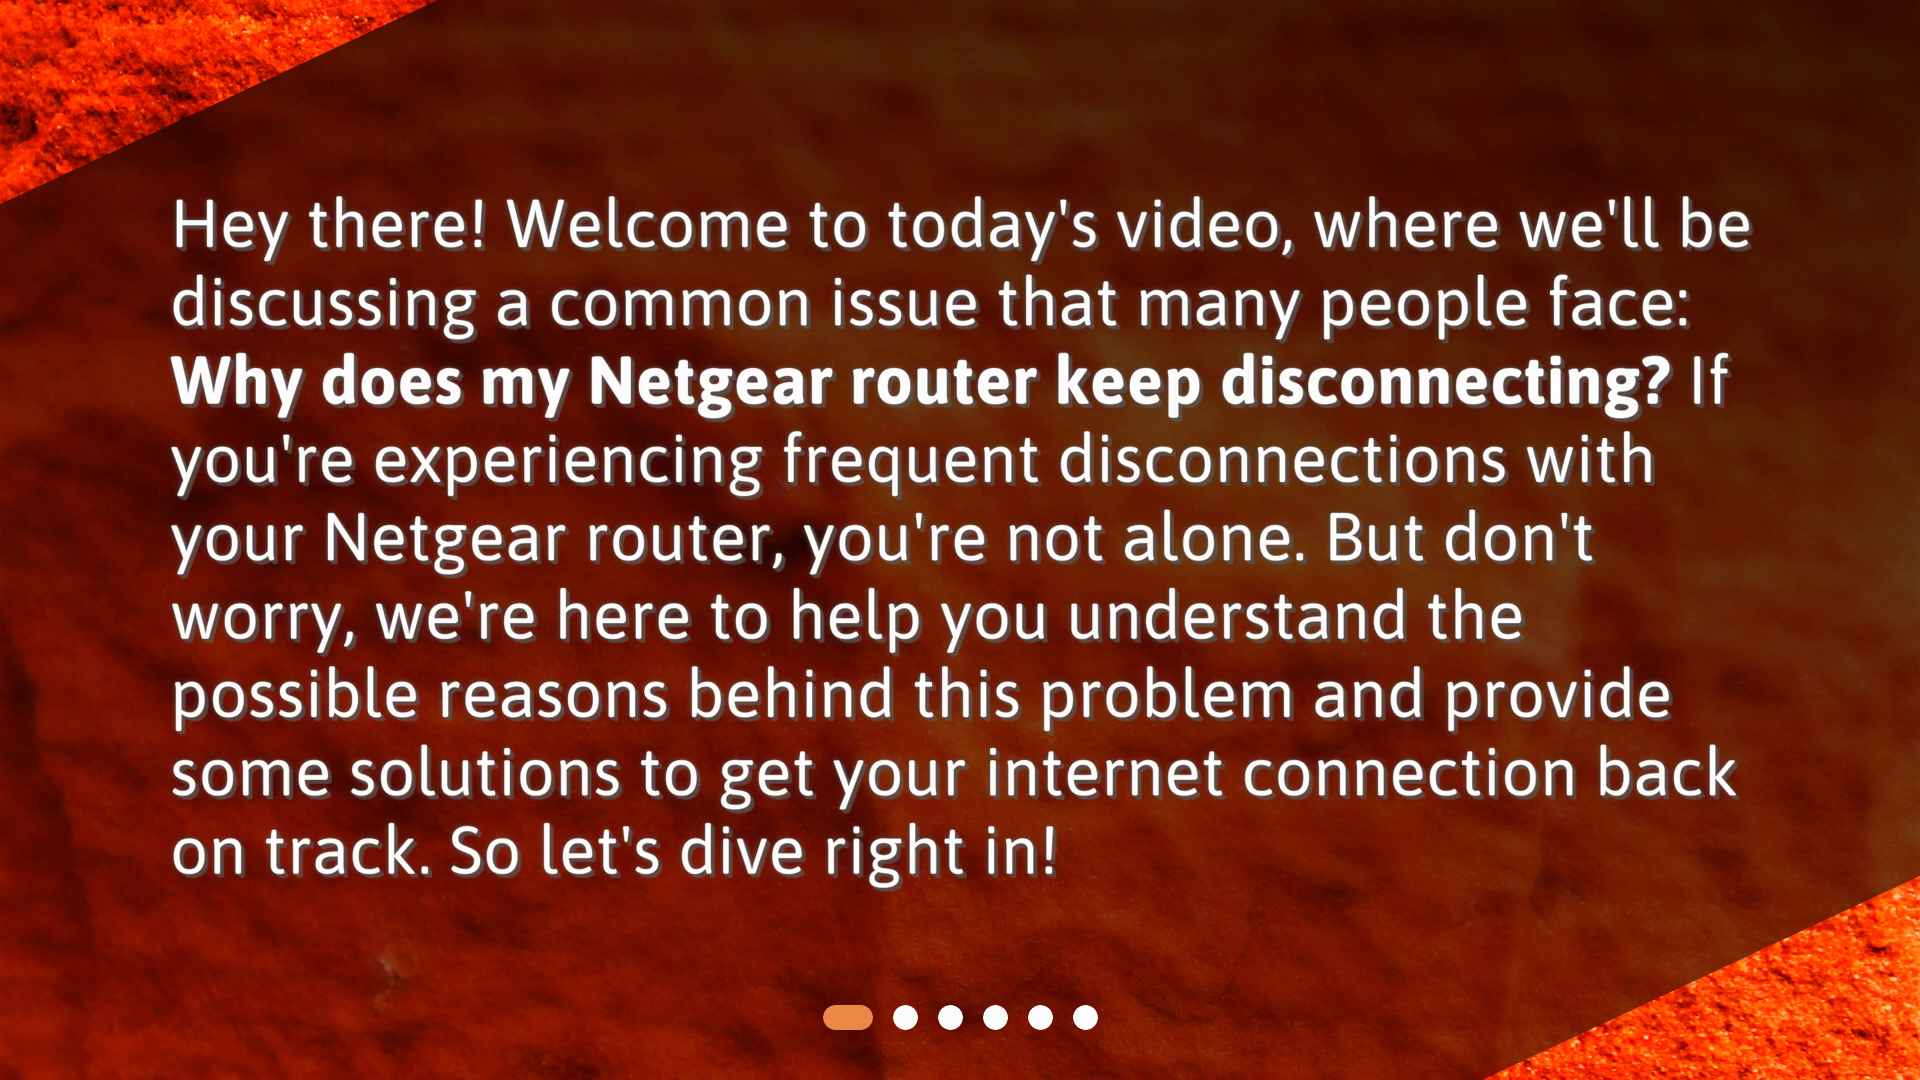 Hey there! Welcome to today's video, where we'll be
discussing a common issue that many people face:
Why does my Netgear router keep disconnecting? If
you're experiencing frequent disconnections with
your Netgear router, you're not alone. But don't
worry, we're here to help you understand the
possible reasons behind this problem and provide
some solutions to get your internet connection back
on track. So let's dive right in!